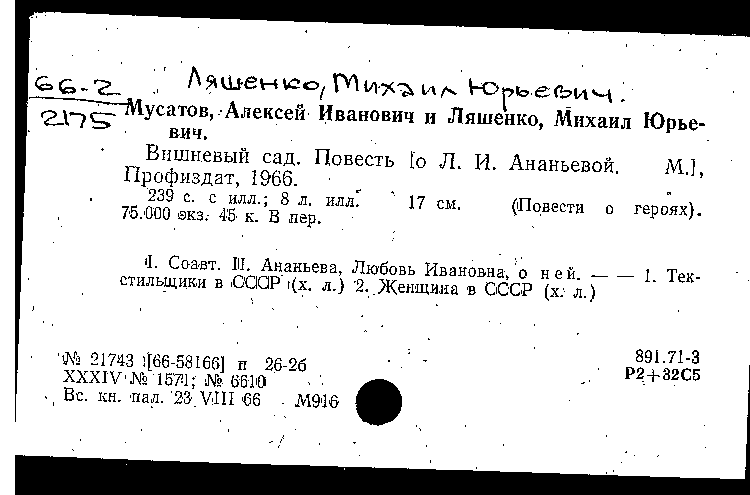 Ляшенко, Михаил Юрьевич.
66-2
2175
Мусатов, Алексей Иванович и Ляшенко, Михаил Юрье-
вич.
Вишневый сад. Повесть [о Л. И. Ананьевой. М.],
Профиздат, 1966.
239 с. с илл.; 8 л. илл. 17 см. (Повести о героях).
75.000 экз. 45 к. В пер.
I. Соавт. II. Ананьева, Любовь Ивановна, о ней. — — 1. Тек-
стильщики в СССР (х. л.) 2. Женщина в СССР (х. л.)
№ 21743 [66-58166] п 26-2б 891.71-3
XXXIV № 1571; № 6610 Р2+32С5
Вс. кн. пал. 23 VIII 66 М916